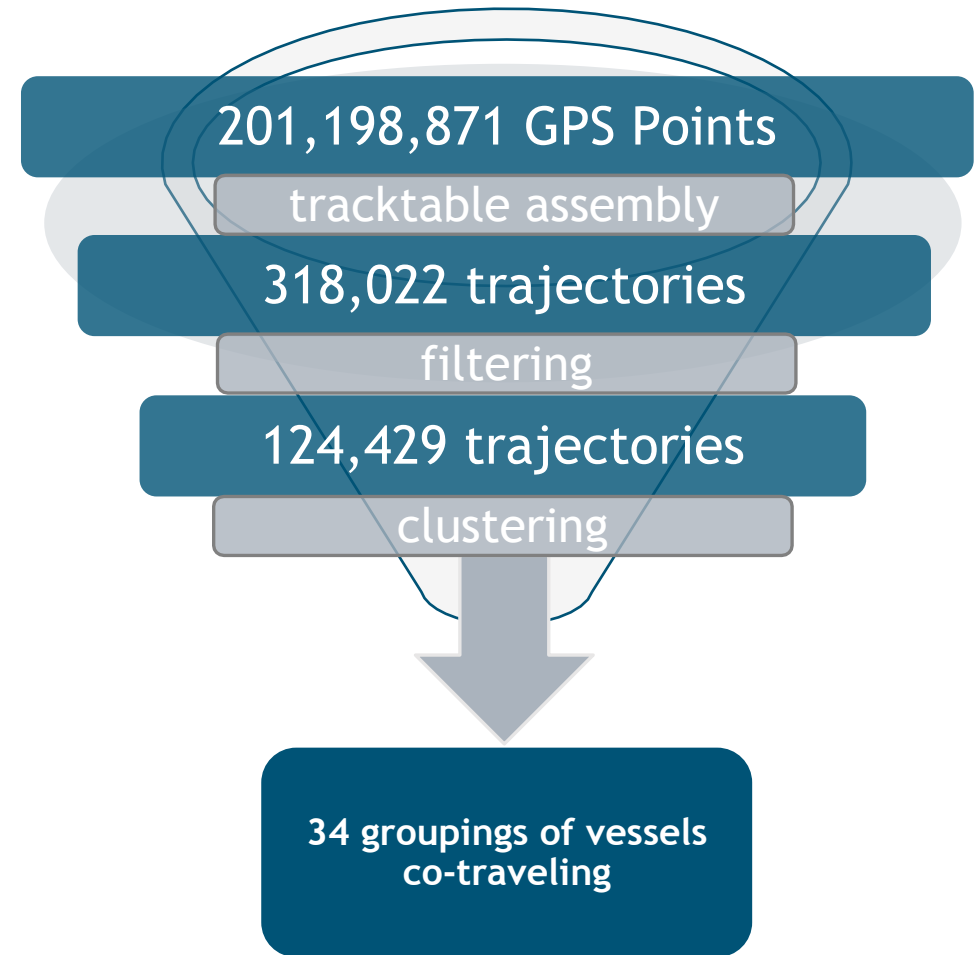 201,198,871 GPS Points
tracktable assembly
318,022 trajectories
filtering
124,429 trajectories
clustering
34 groupings of vessels
co-traveling